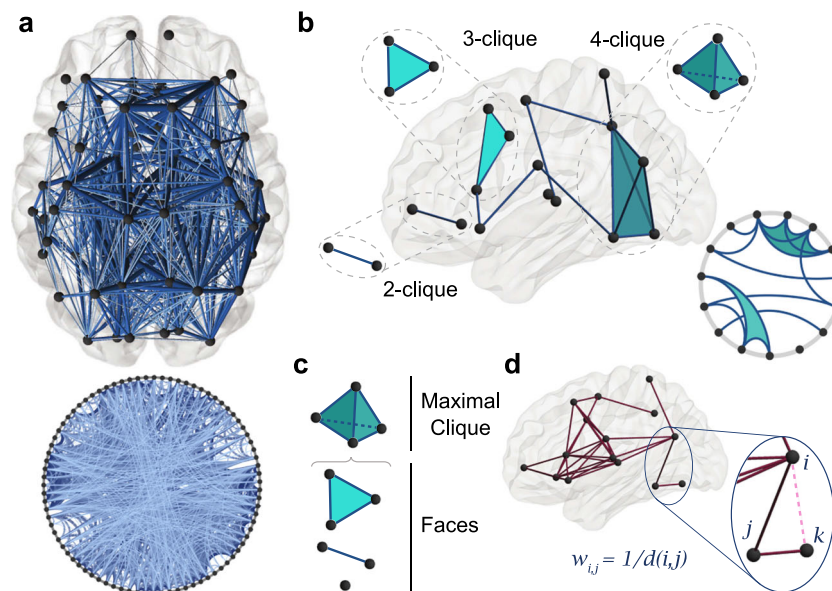 a
b
3-clique
4-clique
2-clique
c
Maximal
Clique
Faces
d
i
j
k
w_{i,j} = 1/d(i,j)